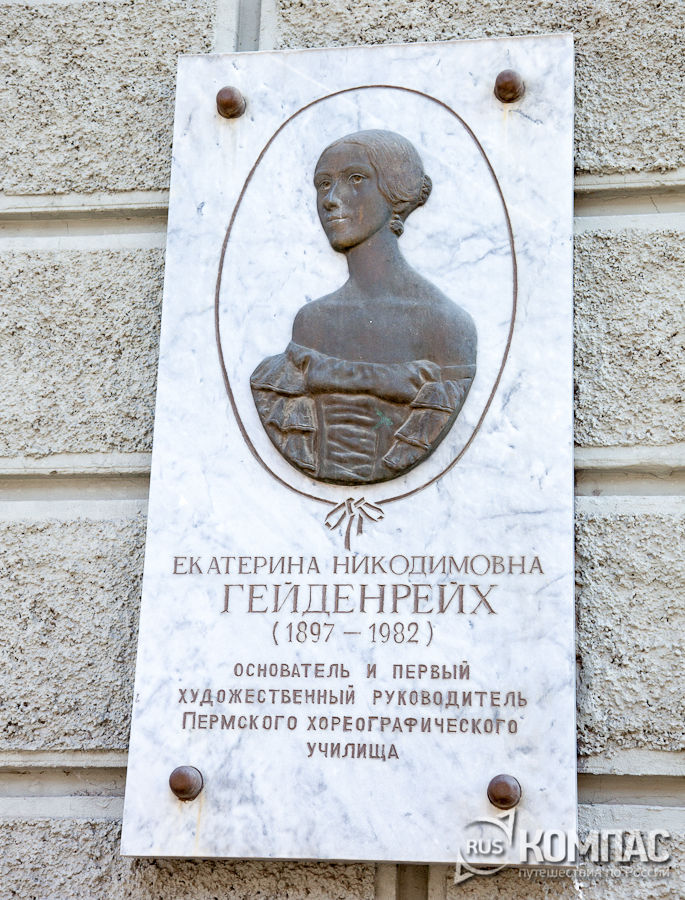 ЕКАТЕРИНА НИКОДИМОВНА
ГЕЙДЕНРЕЙХ
(1897 – 1982)
ОСНОВАТЕЛЬ И ПЕРВЫЙ
ХУДОЖЕСТВЕННЫЙ РУКОВОДИТЕЛЬ
ПЕРМСКОГО ХОРЕОГРАФИЧЕСКОГО
УЧИЛИЩА
RUS КОМПАС
путешествия по России